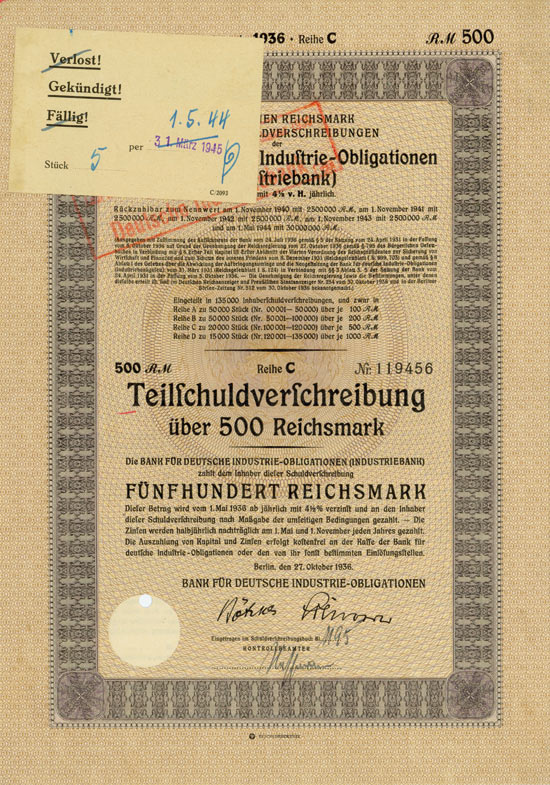 1936 · Reihe C RM 500
Verlost!
Gekündigt!
Fällig!
1.5.44
per 31. März 1945
Stück 5
C/2093
EN REICHSMARK
LDVERSCHREIBUNGEN
der
Industrie-Obligationen
striebank)
mit 4½ v. H. jährlich.
Rückzahlbar zum Nennwert am 1. November 1940 mit 2500000 RM, am 1. November 1941 mit
2500000 RM, am 1. November 1942 mit 2500000 RM, am 1. November 1943 mit 2500000 RM
und am 1. Mai 1944 mit 30000000 RM.
Eingeteilt in 135000 Inhaberschuldverschreibungen, und zwar in
Reihe A zu 50000 Stück (Nr. 00001— 50000) über je 100 RM
Reihe B zu 50000 Stück (Nr. 50001—100000) über je 200 RM
Reihe C zu 20000 Stück (Nr. 100001—120000) über je 500 RM
Reihe D zu 15000 Stück (Nr. 120001—135000) über je 1000 RM
500 RM Reihe C Nr. 119456
Teilschuldverschreibung
über 500 Reichsmark
Die BANK FÜR DEUTSCHE INDUSTRIE-OBLIGATIONEN (INDUSTRIEBANK)
zahlt dem Inhaber dieser Schuldverschreibung
FÜNFHUNDERT REICHSMARK
Dieser Betrag wird vom 1. Mai 1936 ab jährlich mit 4½% verzinst und an den Inhaber
dieser Schuldverschreibung nach Maßgabe der umseitigen Bedingungen gezahlt. — Die
Zinsen werden halbjährlich nachträglich am 1. Mai und 1. November jeden Jahres gezahlt.
Die Auszahlung von Kapital und Zinsen erfolgt kostenfrei an der Kasse der Bank für
deutsche Industrie-Obligationen oder den von ihr sonst bestimmten Einlösungsstellen.
Berlin, den 27. Oktober 1936.
BANK FÜR DEUTSCHE INDUSTRIE-OBLIGATIONEN
Eingetragen im Schuldverschreibungsbuch Bl. 1195
KONTROLLBEAMTER
REICHSDRUCKEREI